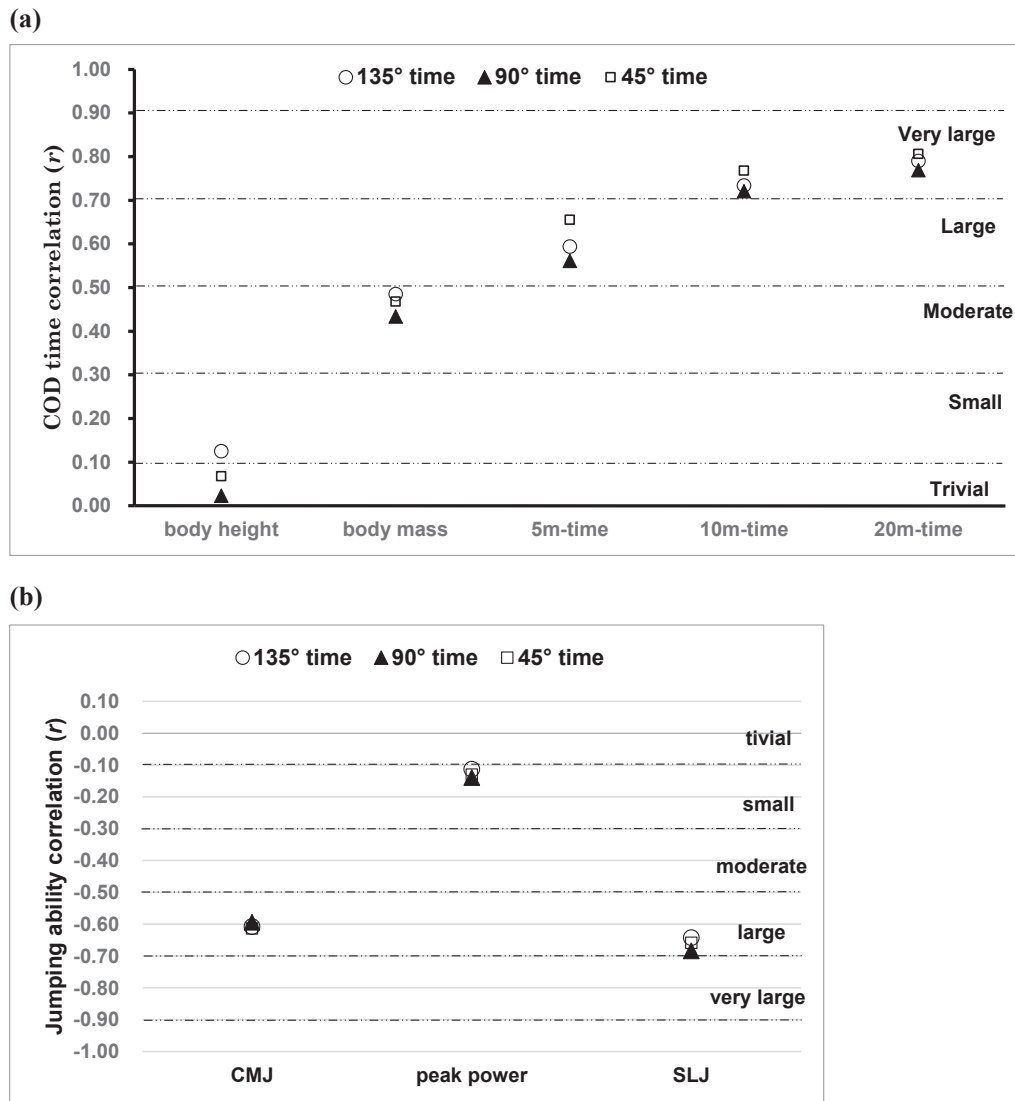 (a)
135° time 90° time 45° time
1.00
0.90
0.80
0.70
0.60
0.50
0.40
0.30
0.20
0.10
0.00
COD time correlation (r)
Very large
Large
Moderate
Small
Trivial
body height body mass 5m-time 10m-time 20m-time
(b)
135° time 90° time 45° time
0.10
0.00
-0.10
-0.20
-0.30
-0.40
-0.50
-0.60
-0.70
-0.80
-0.90
-1.00
Jumping ability correlation (r)
tivial
small
moderate
large
very large
CMJ peak power SLJ